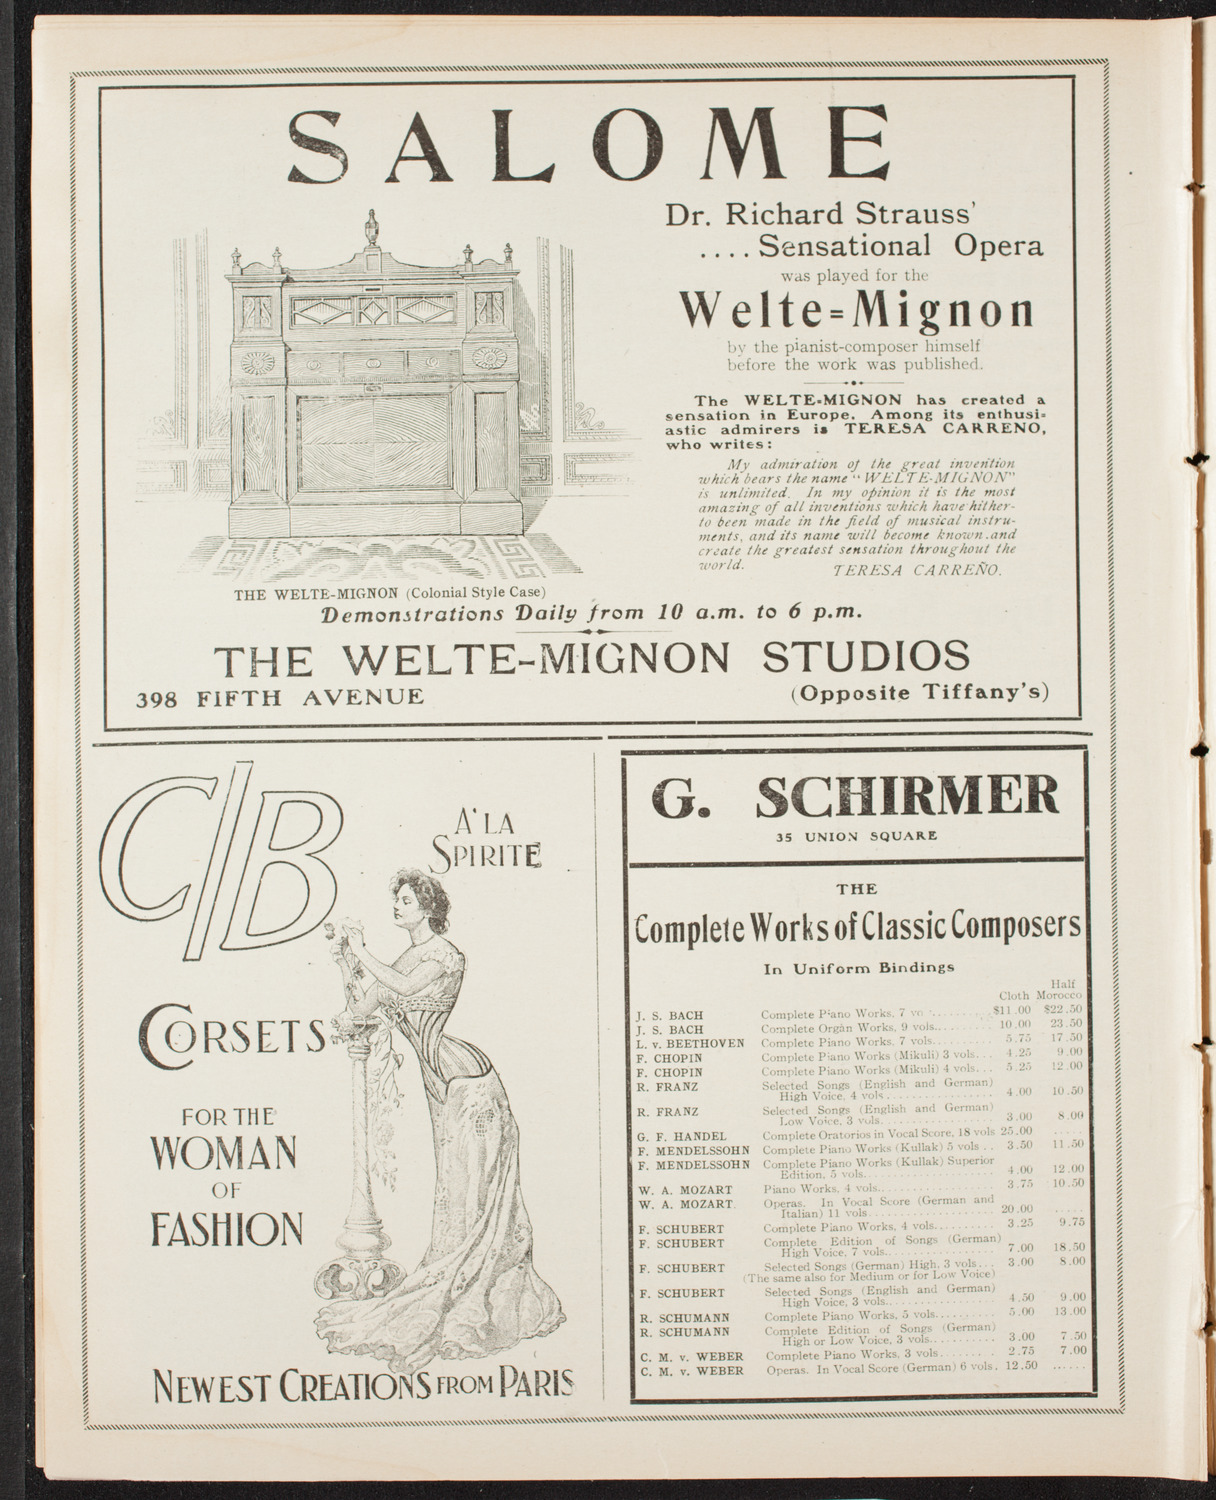 SALOME
Dr. Richard Strauss'
....Sensational Opera
was played for the
Welte=Mignon
by the pianist-composer himself
before the work was published.
The WELTE=MIGNON has created a
sensation in Europe. Among its enthusi=
astic admirers is TERESA CARRENO,
who writes:
My admiration of the great invention
which bears the name "WELTE-MIGNON"
is unlimited. In my opinion it is the most
amazing of all inventions which have hither-
to been made in the field of musical instru-
ments, and its name will become known and
create the greatest sensation throughout the
world. TERESA CARREÑO.
THE WELTE-MIGNON (Colonial Style Case)
Demonstrations Daily from 10 a.m. to 6 p.m.
THE WELTE-MIGNON STUDIOS
398 FIFTH AVENUE (Opposite Tiffany's)
C/B
A' LA
SPIRITE
CORSETS
FOR THE
WOMAN
OF
FASHION
NEWEST CREATIONS FROM PARIS
G. SCHIRMER
35 UNION SQUARE
THE
Complete Works of Classic Composers
In Uniform Bindings
Half
Cloth Morocco
J. S. BACH Complete Piano Works, 7 vo ........... $11.00 $22.50
J. S. BACH Complete Organ Works, 9 vols.......... 10.00 23.50
L. v. BEETHOVEN Complete Piano Works, 7 vols.......... 5.75 17.50
F. CHOPIN Complete Piano Works (Mikuli) 3 vols... 4.25 9.00
F. CHOPIN Complete Piano Works (Mikuli) 4 vols... 5.25 12.00
R. FRANZ Selected Songs (English and German)
High Voice, 4 vols................. 4.00 10.50
R. FRANZ Selected Songs (English and German)
Low Voice, 3 vols................. 3.00 8.00
G. F. HANDEL Complete Oratorios in Vocal Score, 18 vols 25.00 .....
F. MENDELSSOHN Complete Piano Works (Kullak) 5 vols .. 3.50 11.50
F. MENDELSSOHN Complete Piano Works (Kullak) Superior
Edition, 5 vols.................... 4.00 12.00
W. A. MOZART Piano Works, 4 vols.................. 3.75 10.50
W. A. MOZART Operas. In Vocal Score (German and
Italian) 11 vols................... 20.00 .....
F. SCHUBERT Complete Piano Works, 4 vols.......... 3.25 9.75
F. SCHUBERT Complete Edition of Songs (German)
High Voice, 7 vols................. 7.00 18.50
F. SCHUBERT Selected Songs (German) High, 3 vols... 3.00 8.00
(The same also for Medium or for Low Voice)
F. SCHUBERT Selected Songs (English and German)
High Voice, 3 vols................. 4.50 9.00
R. SCHUMANN Complete Piano Works, 5 vols.......... 5.00 13.00
R. SCHUMANN Complete Edition of Songs (German)
High or Low Voice, 3 vols........... 3.00 7.50
C. M. v. WEBER Complete Piano Works, 3 vols......... 2.75 7.00
C. M. v. WEBER Operas. In Vocal Score (German) 6 vols. 12.50 ......